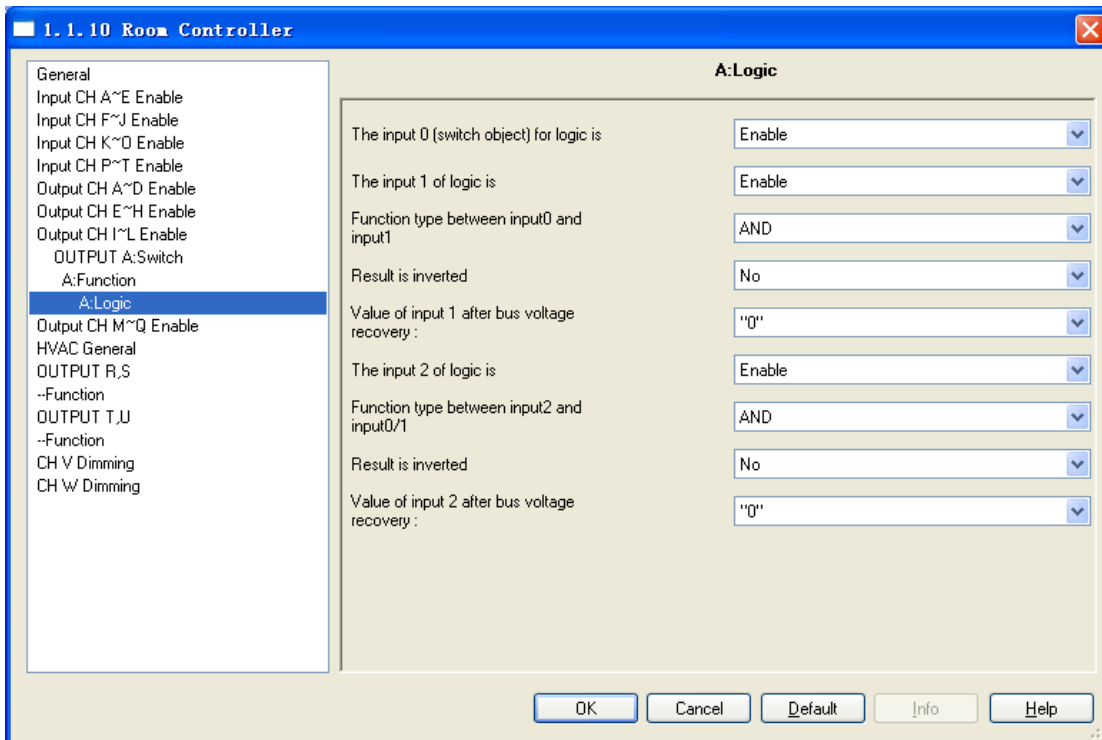 1.1.10 Room Controller
General
Input CH A~E Enable
Input CH F~J Enable
Input CH K~O Enable
Input CH P~T Enable
Output CH A~D Enable
Output CH E~H Enable
Output CH I~L Enable
OUTPUT A:Switch
A:Function
A:Logic
Output CH M~Q Enable
HVAC General
OUTPUT R,S
--Function
OUTPUT T,U
--Function
CH V Dimming
CH W Dimming
A:Logic
The input 0 (switch object) for logic is Enable
The input 1 of logic is Enable
Function type between input0 and
input1 AND
Result is inverted No
Value of input 1 after bus voltage
recovery : "0"
The input 2 of logic is Enable
Function type between input2 and
input0/1 AND
Result is inverted No
Value of input 2 after bus voltage
recovery : "0"
OK Cancel Default Info Help